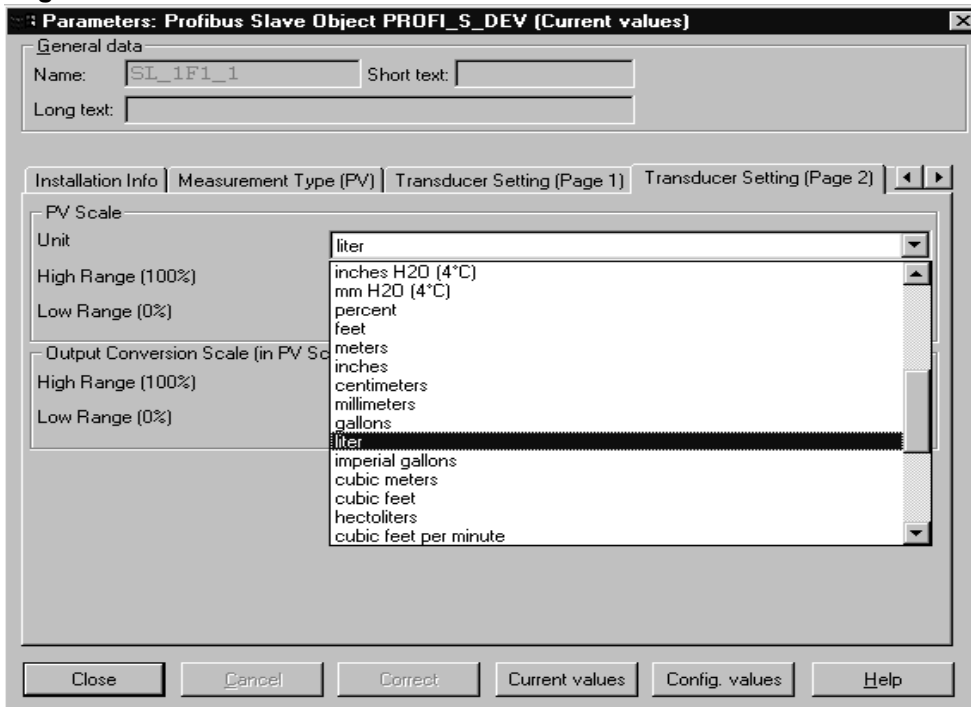 Parameters: Profibus Slave Object PROFI_S_DEV (Current values)
General data
Name: SL_1F1_1 Short text:
Long text:
Installation Info Measurement Type (PV) Transducer Setting (Page 1) Transducer Setting (Page 2)
PV Scale
Unit liter
High Range (100%)
Low Range (0%)
Output Conversion Scale (in PV Sc
High Range (100%)
Low Range (0%)
inches H2O (4°C)
mm H2O (4°C)
percent
feet
meters
inches
centimeters
millimeters
gallons
liter
imperial gallons
cubic meters
cubic feet
hectoliters
cubic feet per minute
Close Cancel Correct Current values Config. values Help